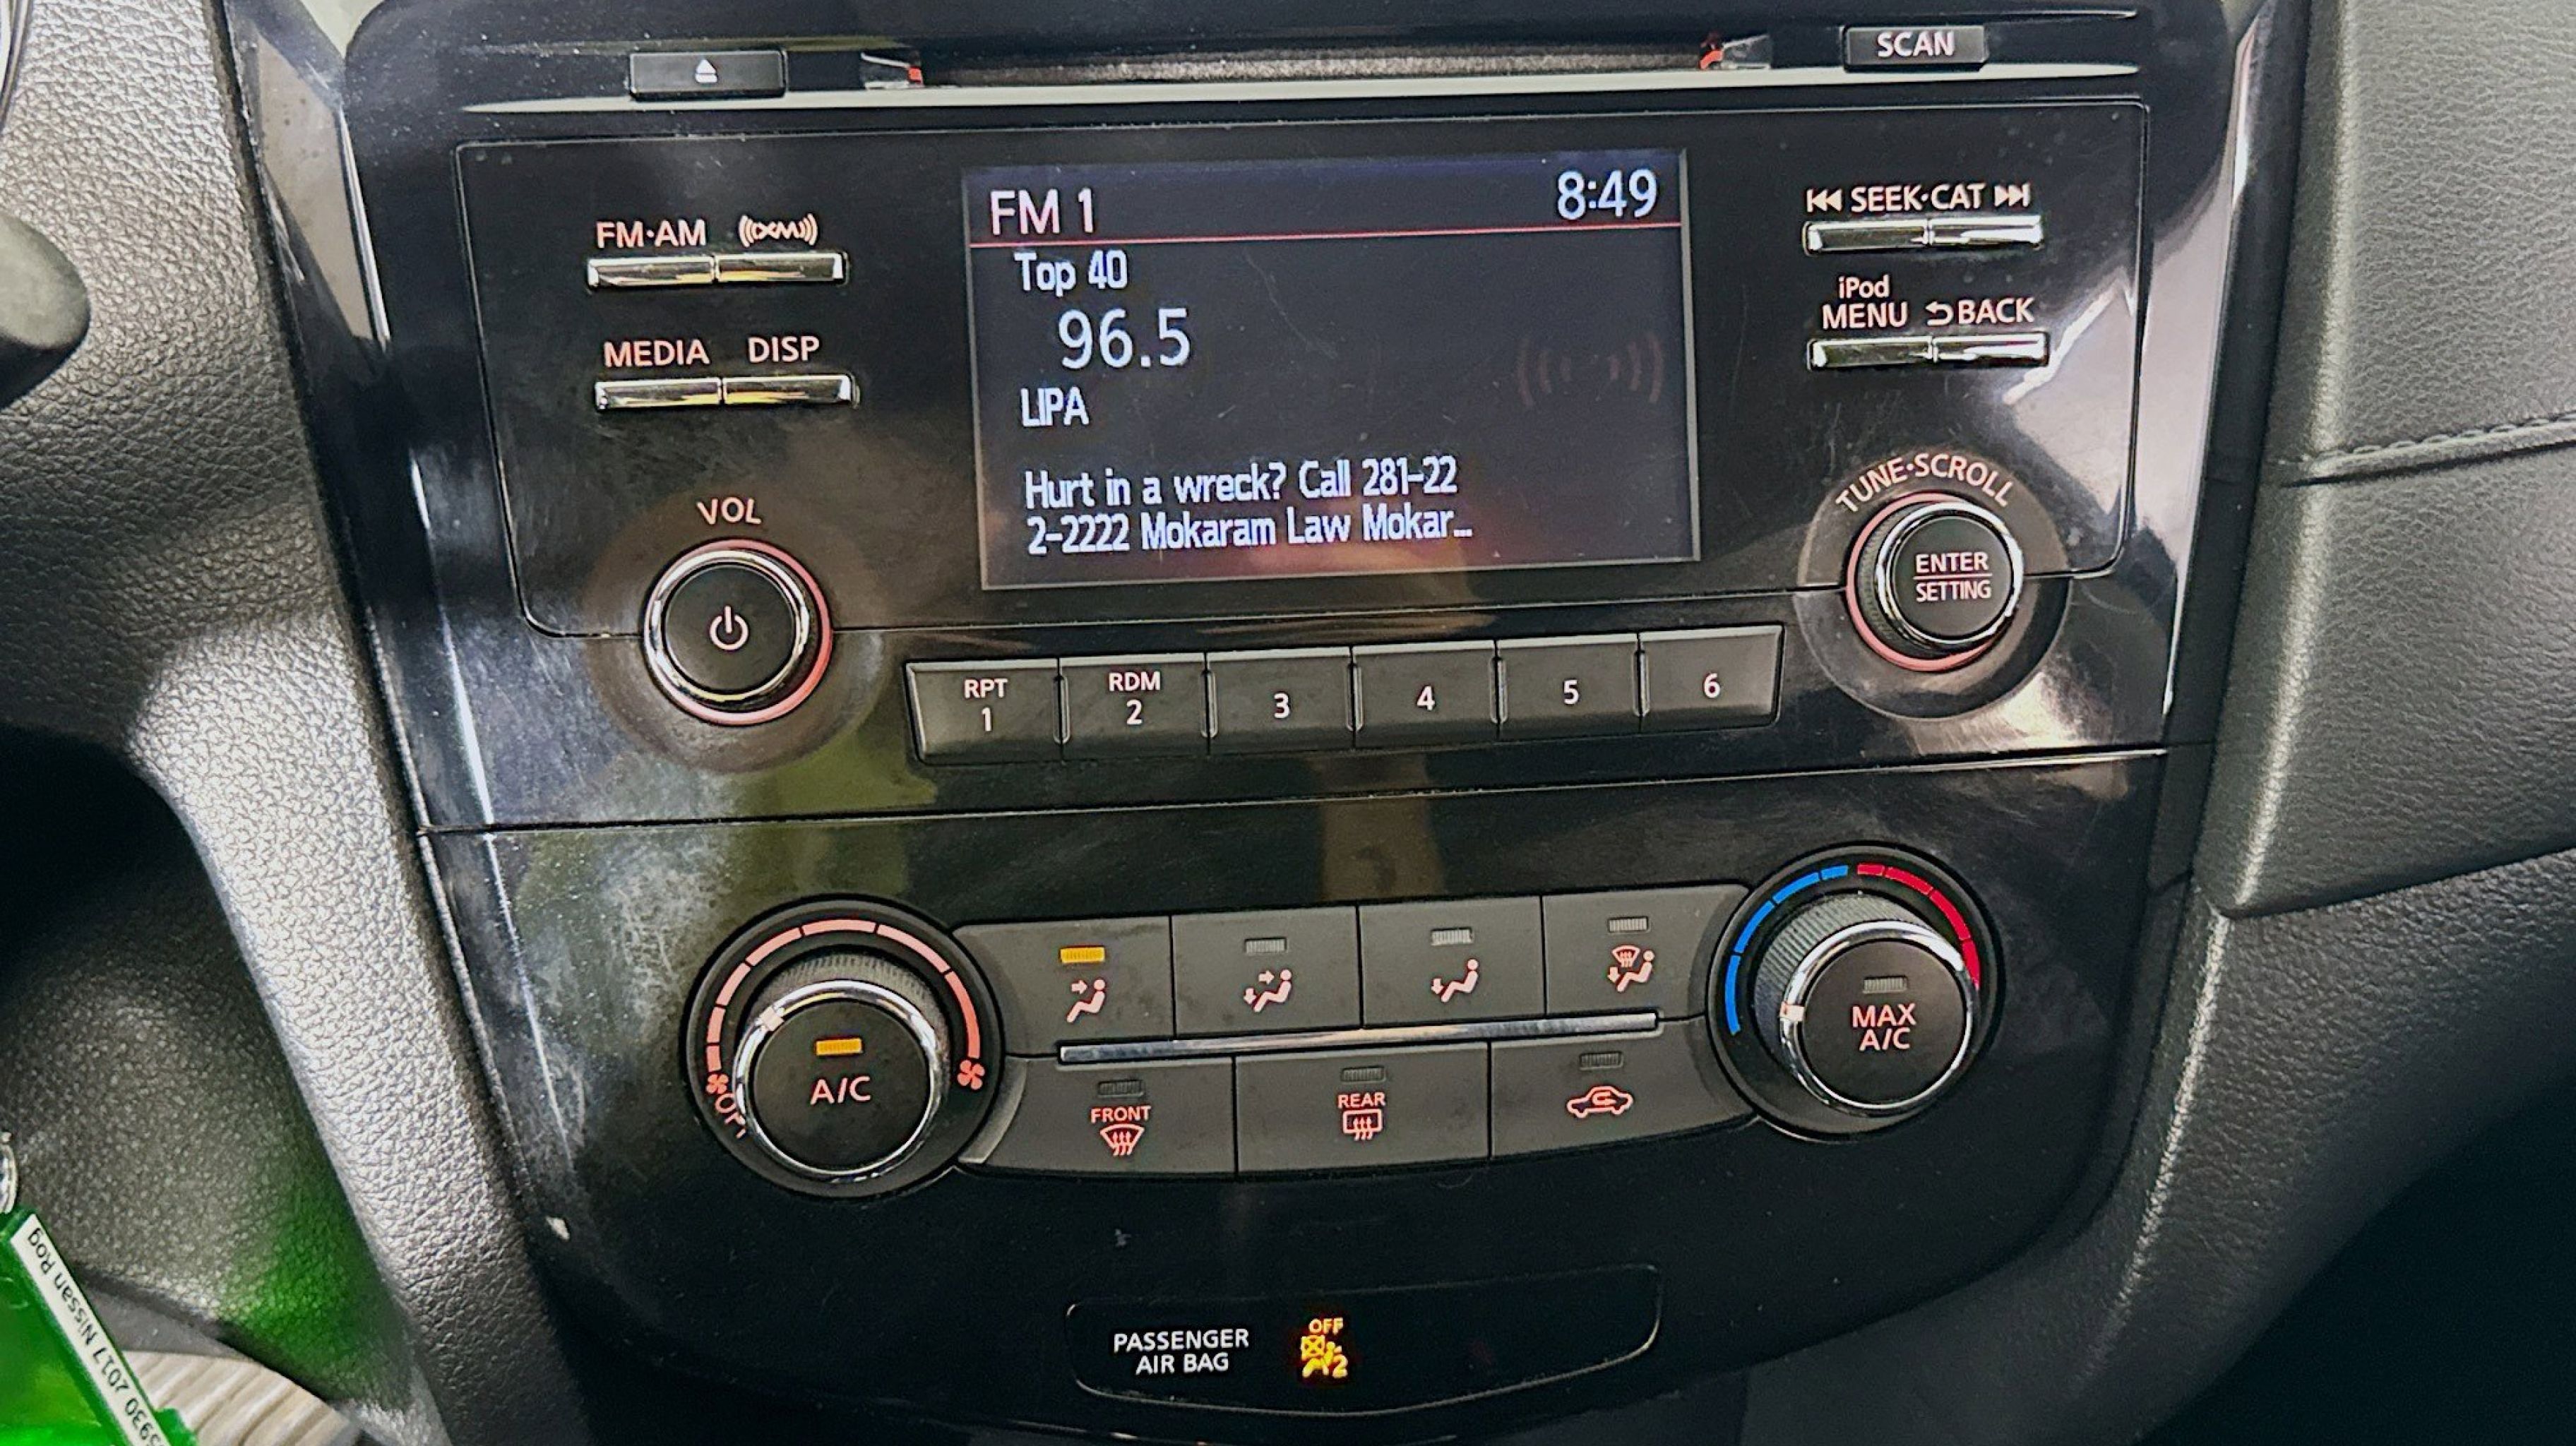 SCAN
FM·AM
XM
FM 1
8:49
SEEK·CAT
Top 40
96.5
iPod
MENU
BACK
MEDIA
DISP
LIPA
Hurt in a wreck? Call 281-22
2-2222 Mokaram Law Mokar...
VOL
TUNE·SCROLL
ENTER
SETTING
RPT
1
RDM
2
3
4
5
6
A/C
OFF
MAX
A/C
FRONT
REAR
PASSENGER
AIR BAG
OFF
2
2017 Nissan Rog